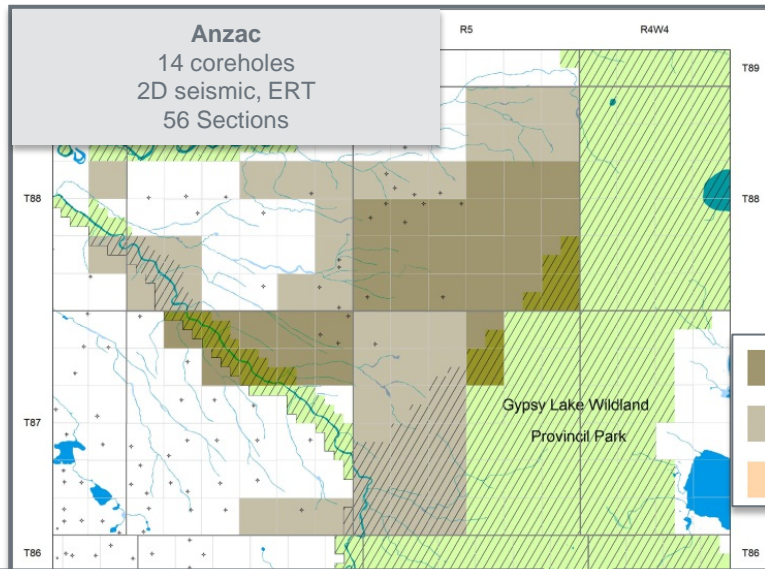 Anzac
14 coreholes
2D seismic, ERT
56 Sections
R5
R4W4
T89
T88
T88
T87
T87
T86
T86
Gypsy Lake Wildland
Provincil Park